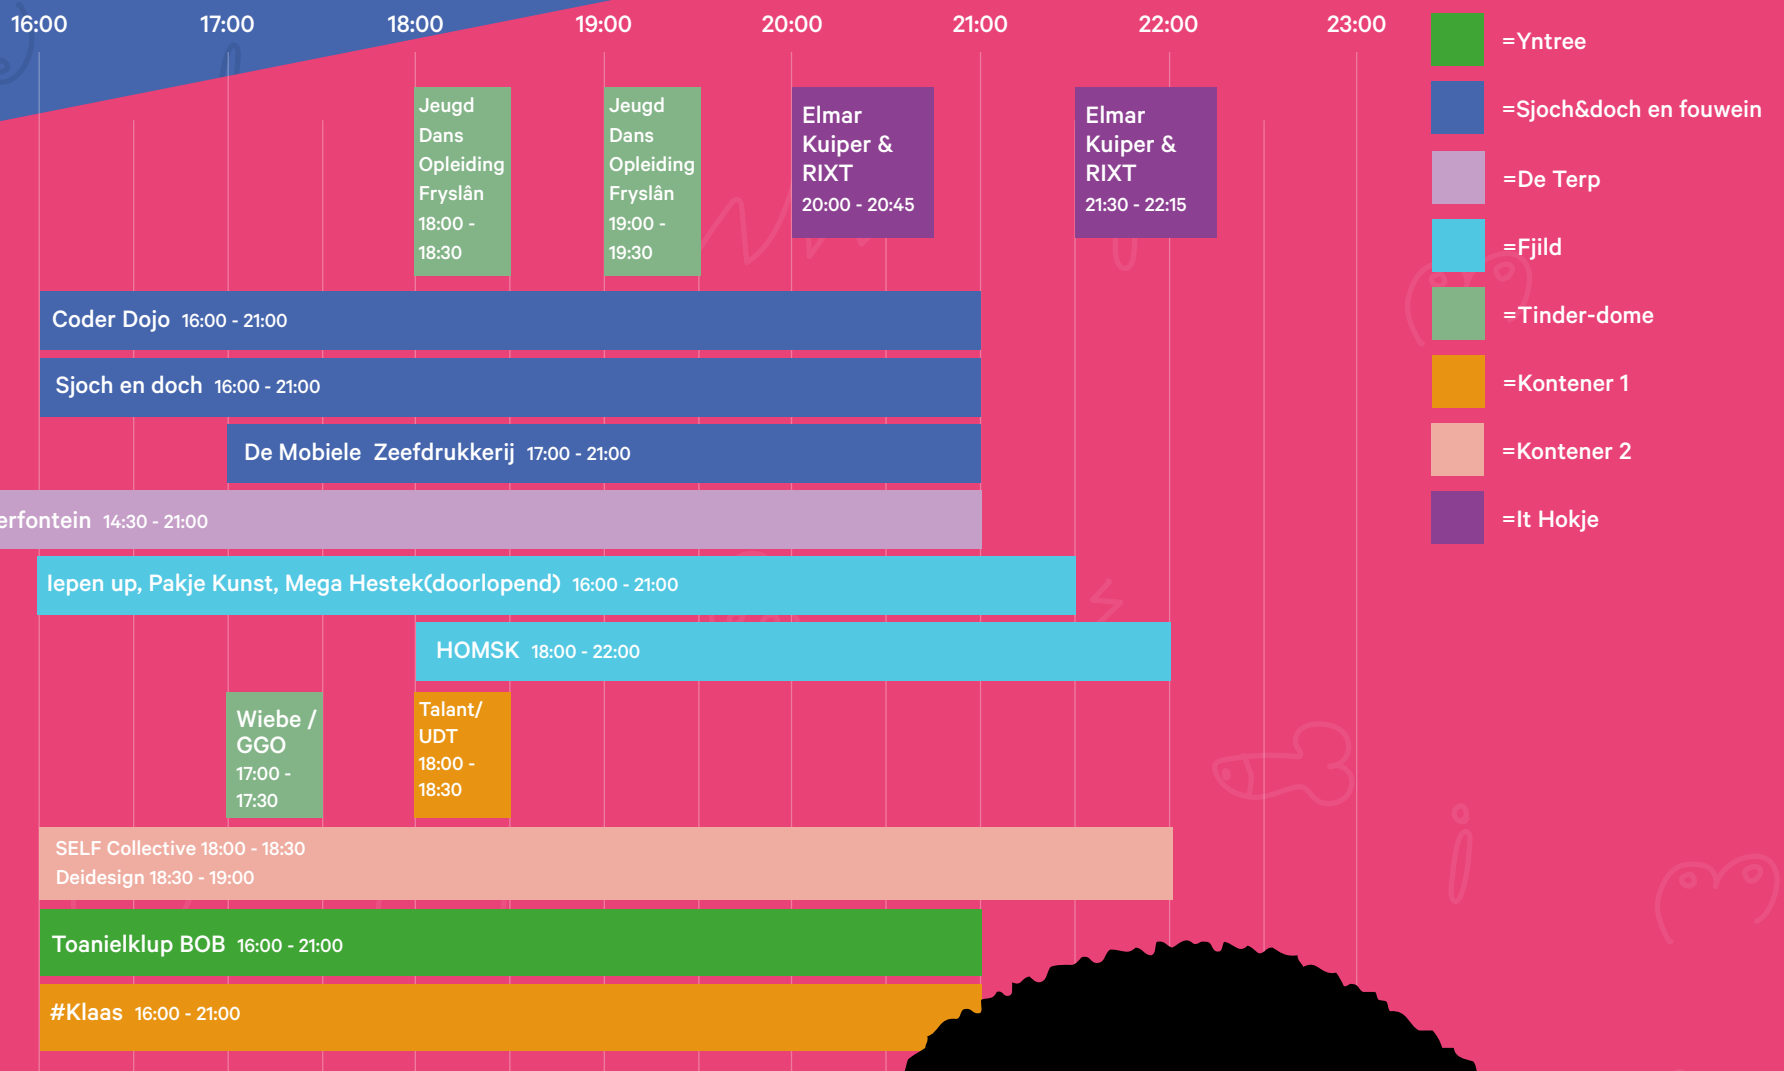 16:00 17:00 18:00 19:00 20:00 21:00 22:00 23:00
Jeugd
Dans
Opleiding
Fryslân
18:00 -
18:30
Jeugd
Dans
Opleiding
Fryslân
19:00 -
19:30
Elmar
Kuiper &
RIXT
20:00 - 20:45
Elmar
Kuiper &
RIXT
21:30 - 22:15
Coder Dojo 16:00 - 21:00
Sjoch en doch 16:00 - 21:00
De Mobiele Zeefdrukkerij 17:00 - 21:00
erfontein 14:30 - 21:00
Iepen up, Pakje Kunst, Mega Hestek(doorlopend) 16:00 - 21:00
HOMSK 18:00 - 22:00
Wiebe /
GGO
17:00 -
17:30
Talant/
UDT
18:00 -
18:30
SELF Collective 18:00 - 18:30
Deidesign 18:30 - 19:00
Toanielklup BOB 16:00 - 21:00
#Klaas 16:00 - 21:00
=Yntree
=Sjoch&doch en fouwein
=De Terp
=Fjild
=Tinder-dome
=Kontener 1
=Kontener 2
=It Hokje